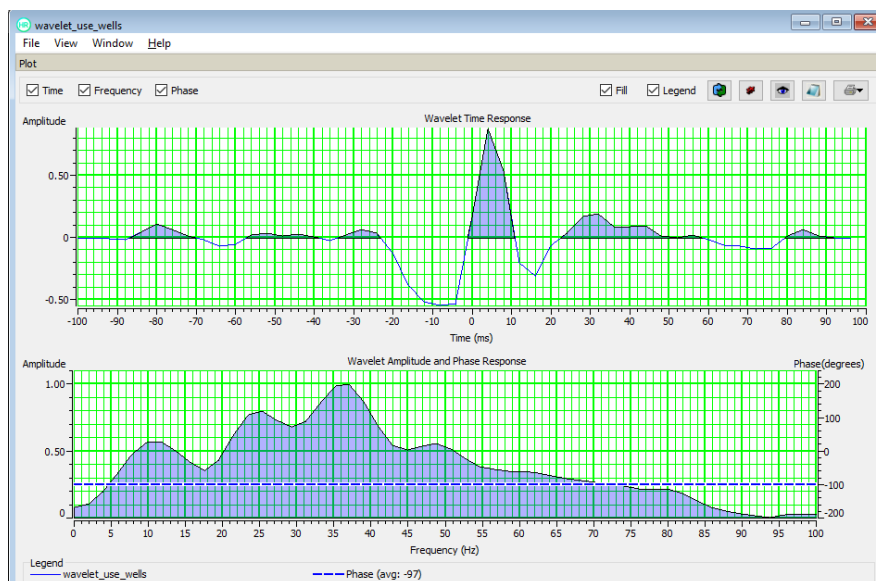 wavelet_use_wells
File View Window Help
Plot
Time Frequency Phase Fill Legend
Amplitude Wavelet Time Response
0.50
0
-0.50
-100 -90 -80 -70 -60 -50 -40 -30 -20 -10 0 10 20 30 40 50 60 70 80 90 100
Time (ms)
Amplitude Wavelet Amplitude and Phase Response Phase(degrees)
1.00 200
100
0.50 0
-100
0 -200
0 5 10 15 20 25 30 35 40 45 50 55 60 65 70 75 80 85 90 95 100
Frequency (Hz)
Legend
wavelet_use_wells Phase (avg: -97)